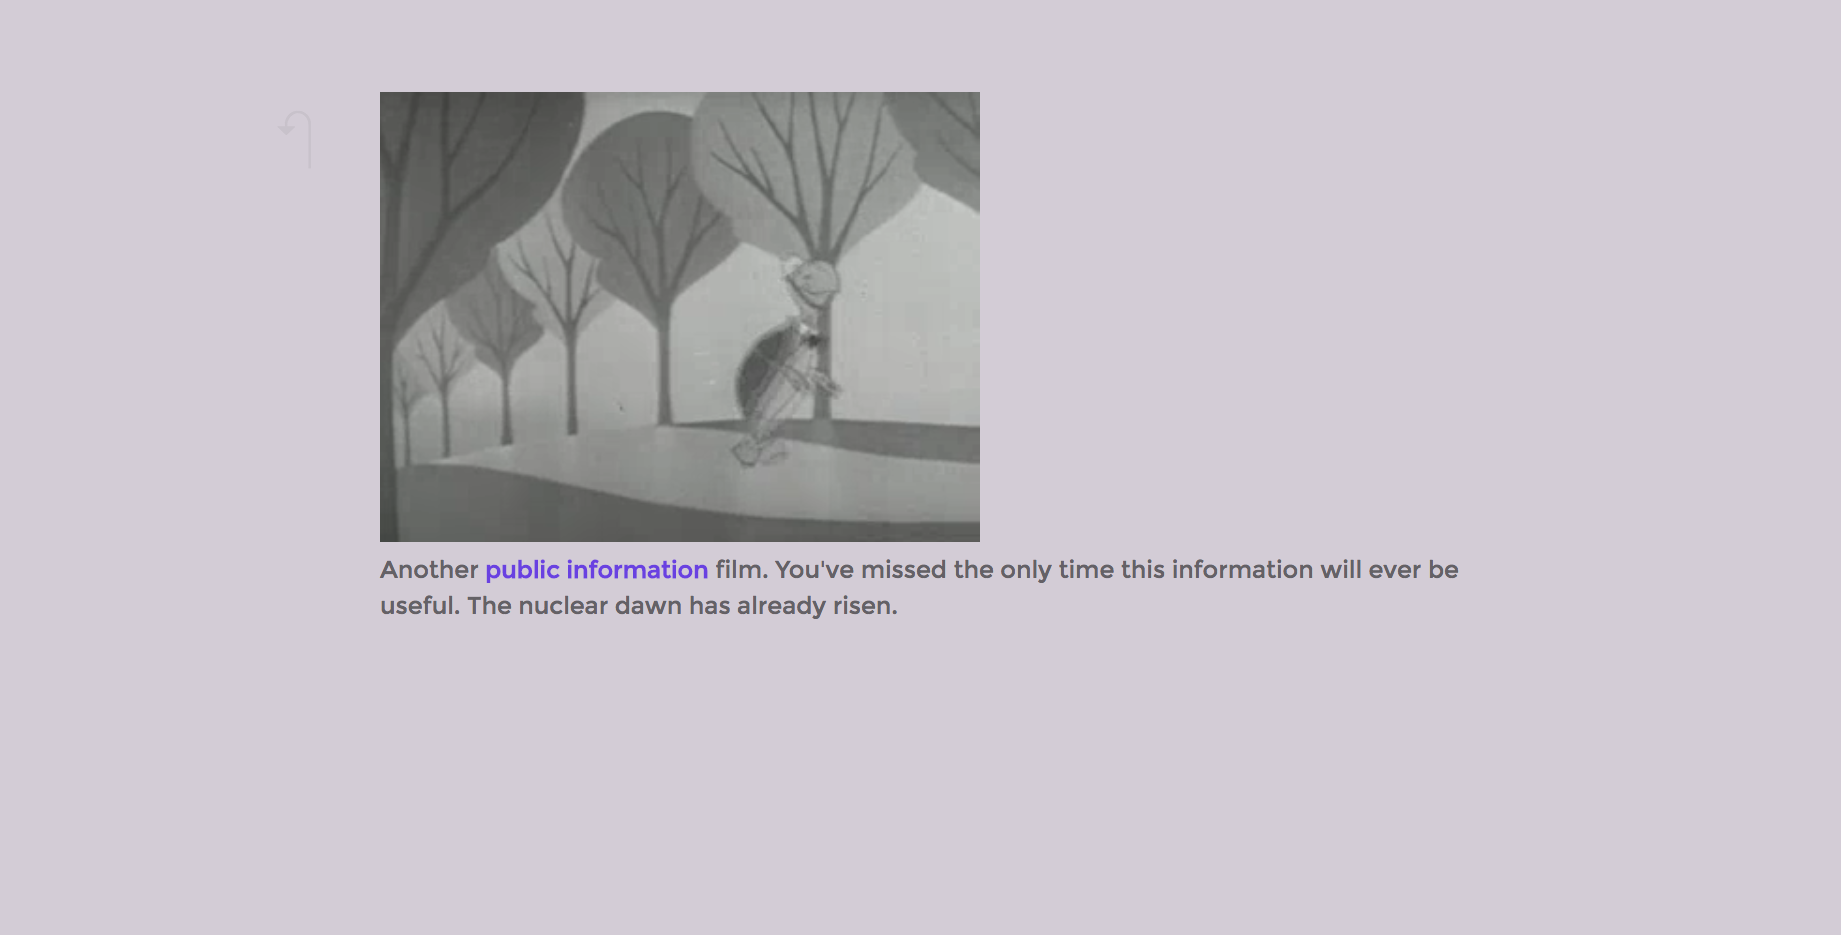 Another public information film. You've missed the only time this information will ever be
useful. The nuclear dawn has already risen.